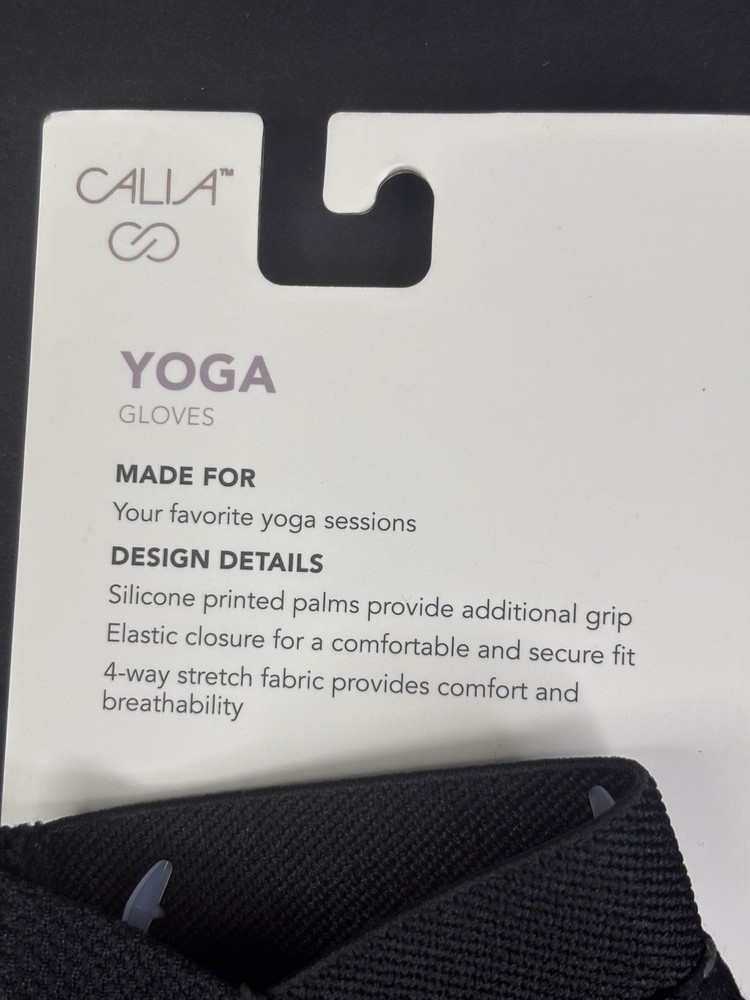 CALIA™
YOGA
GLOVES
MADE FOR
Your favorite yoga sessions
DESIGN DETAILS
Silicone printed palms provide additional grip
Elastic closure for a comfortable and secure fit
4-way stretch fabric provides comfort and
breathability